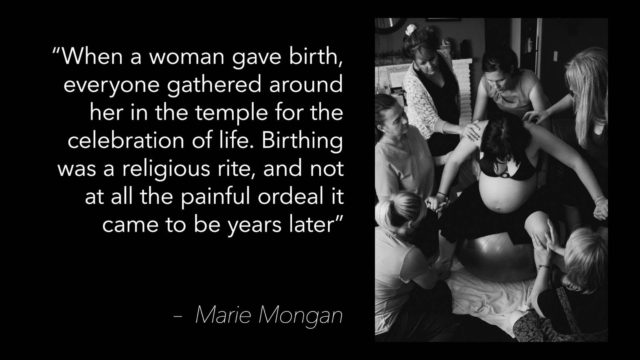 “When a woman gave birth,
everyone gathered around
her in the temple for the
celebration of life. Birthing
was a religious rite, and not
at all the painful ordeal it
came to be years later”
– Marie Mongan